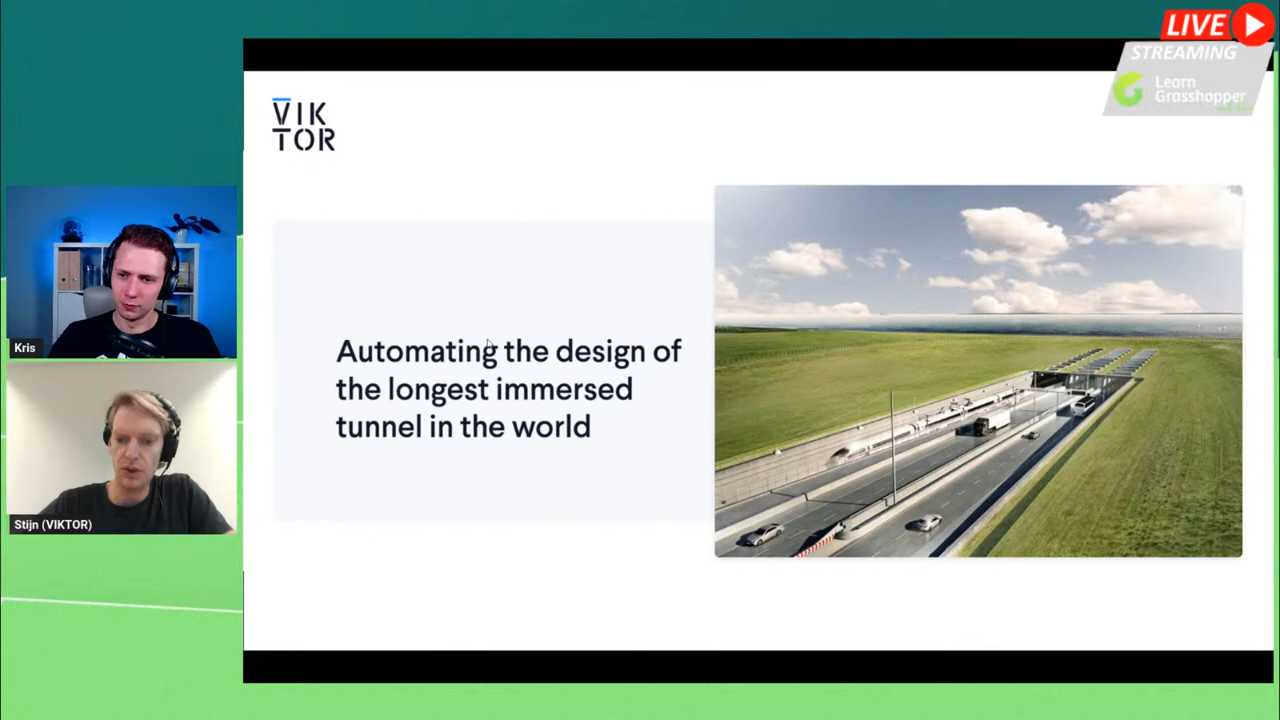 LIVE
STREAMING
Learn
Grasshopper
VIK
TOR
Automating the design of
the longest immersed
tunnel in the world
Kris
Stijn (VIKTOR)